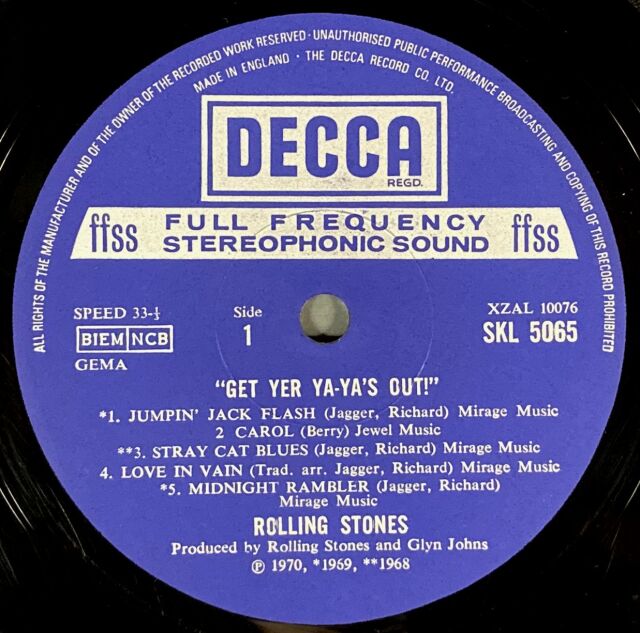 ALL RIGHTS OF THE MANUFACTURER AND OF THE OWNER OF THE RECORDED WORK RESERVED · UNAUTHORISED PUBLIC PERFORMANCE BROADCASTING AND COPYING OF THIS RECORD PROHIBITED
MADE IN ENGLAND · THE DECCA RECORD CO. LTD.
DECCA
REGD.
ffss FULL FREQUENCY ffss
STEREOPHONIC SOUND
SPEED 33-⅓ Side XZAL 10076
BIEM NCB 1 SKL 5065
GEMA
"GET YER YA-YA'S OUT!"
*1. JUMPIN' JACK FLASH (Jagger, Richard) Mirage Music
2 CAROL (Berry) Jewel Music
**3. STRAY CAT BLUES (Jagger, Richard) Mirage Music
4. LOVE IN VAIN (Trad. arr. Jagger, Richard) Mirage Music
*5. MIDNIGHT RAMBLER (Jagger, Richard)
Mirage Music
ROLLING STONES
Produced by Rolling Stones and Glyn Johns
℗ 1970, *1969, **1968